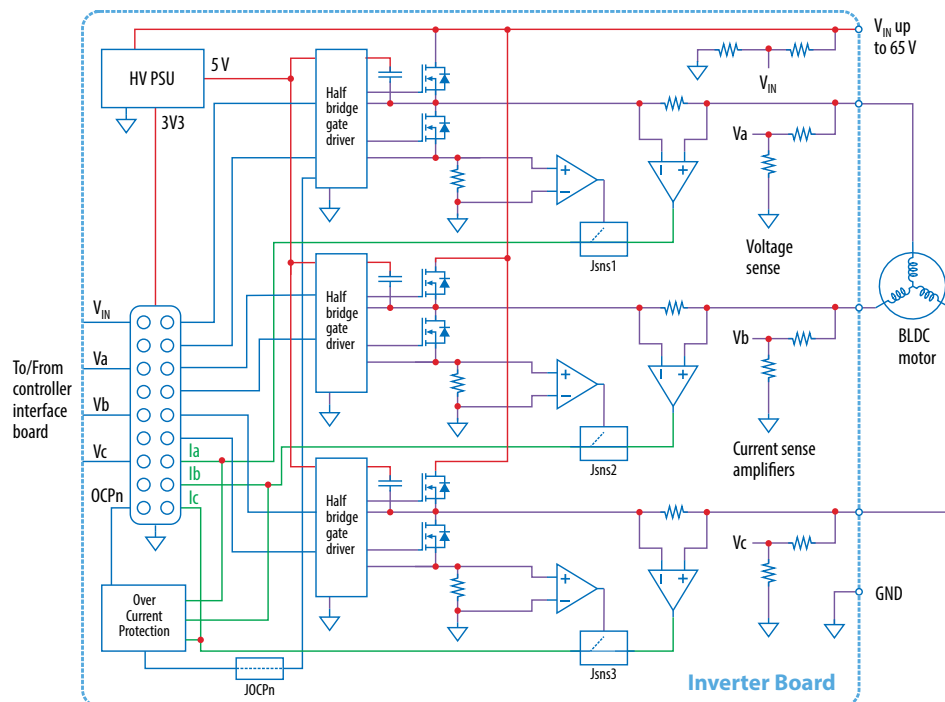 V_IN up
to 65 V
HV PSU
5 V
3V3
Half
bridge
gate
driver
V_IN
Va
+
−
−
+
Jsns1
Voltage
sense
V_IN
Va
Vb
Vc
OCPn
To/From
controller
interface
board
Ia
Ib
Ic
Half
bridge
gate
driver
Vb
+
−
−
+
Jsns2
BLDC
motor
Current sense
amplifiers
Half
bridge
gate
driver
Vc
+
−
−
+
Jsns3
GND
Over
Current
Protection
JOCPn
Inverter Board